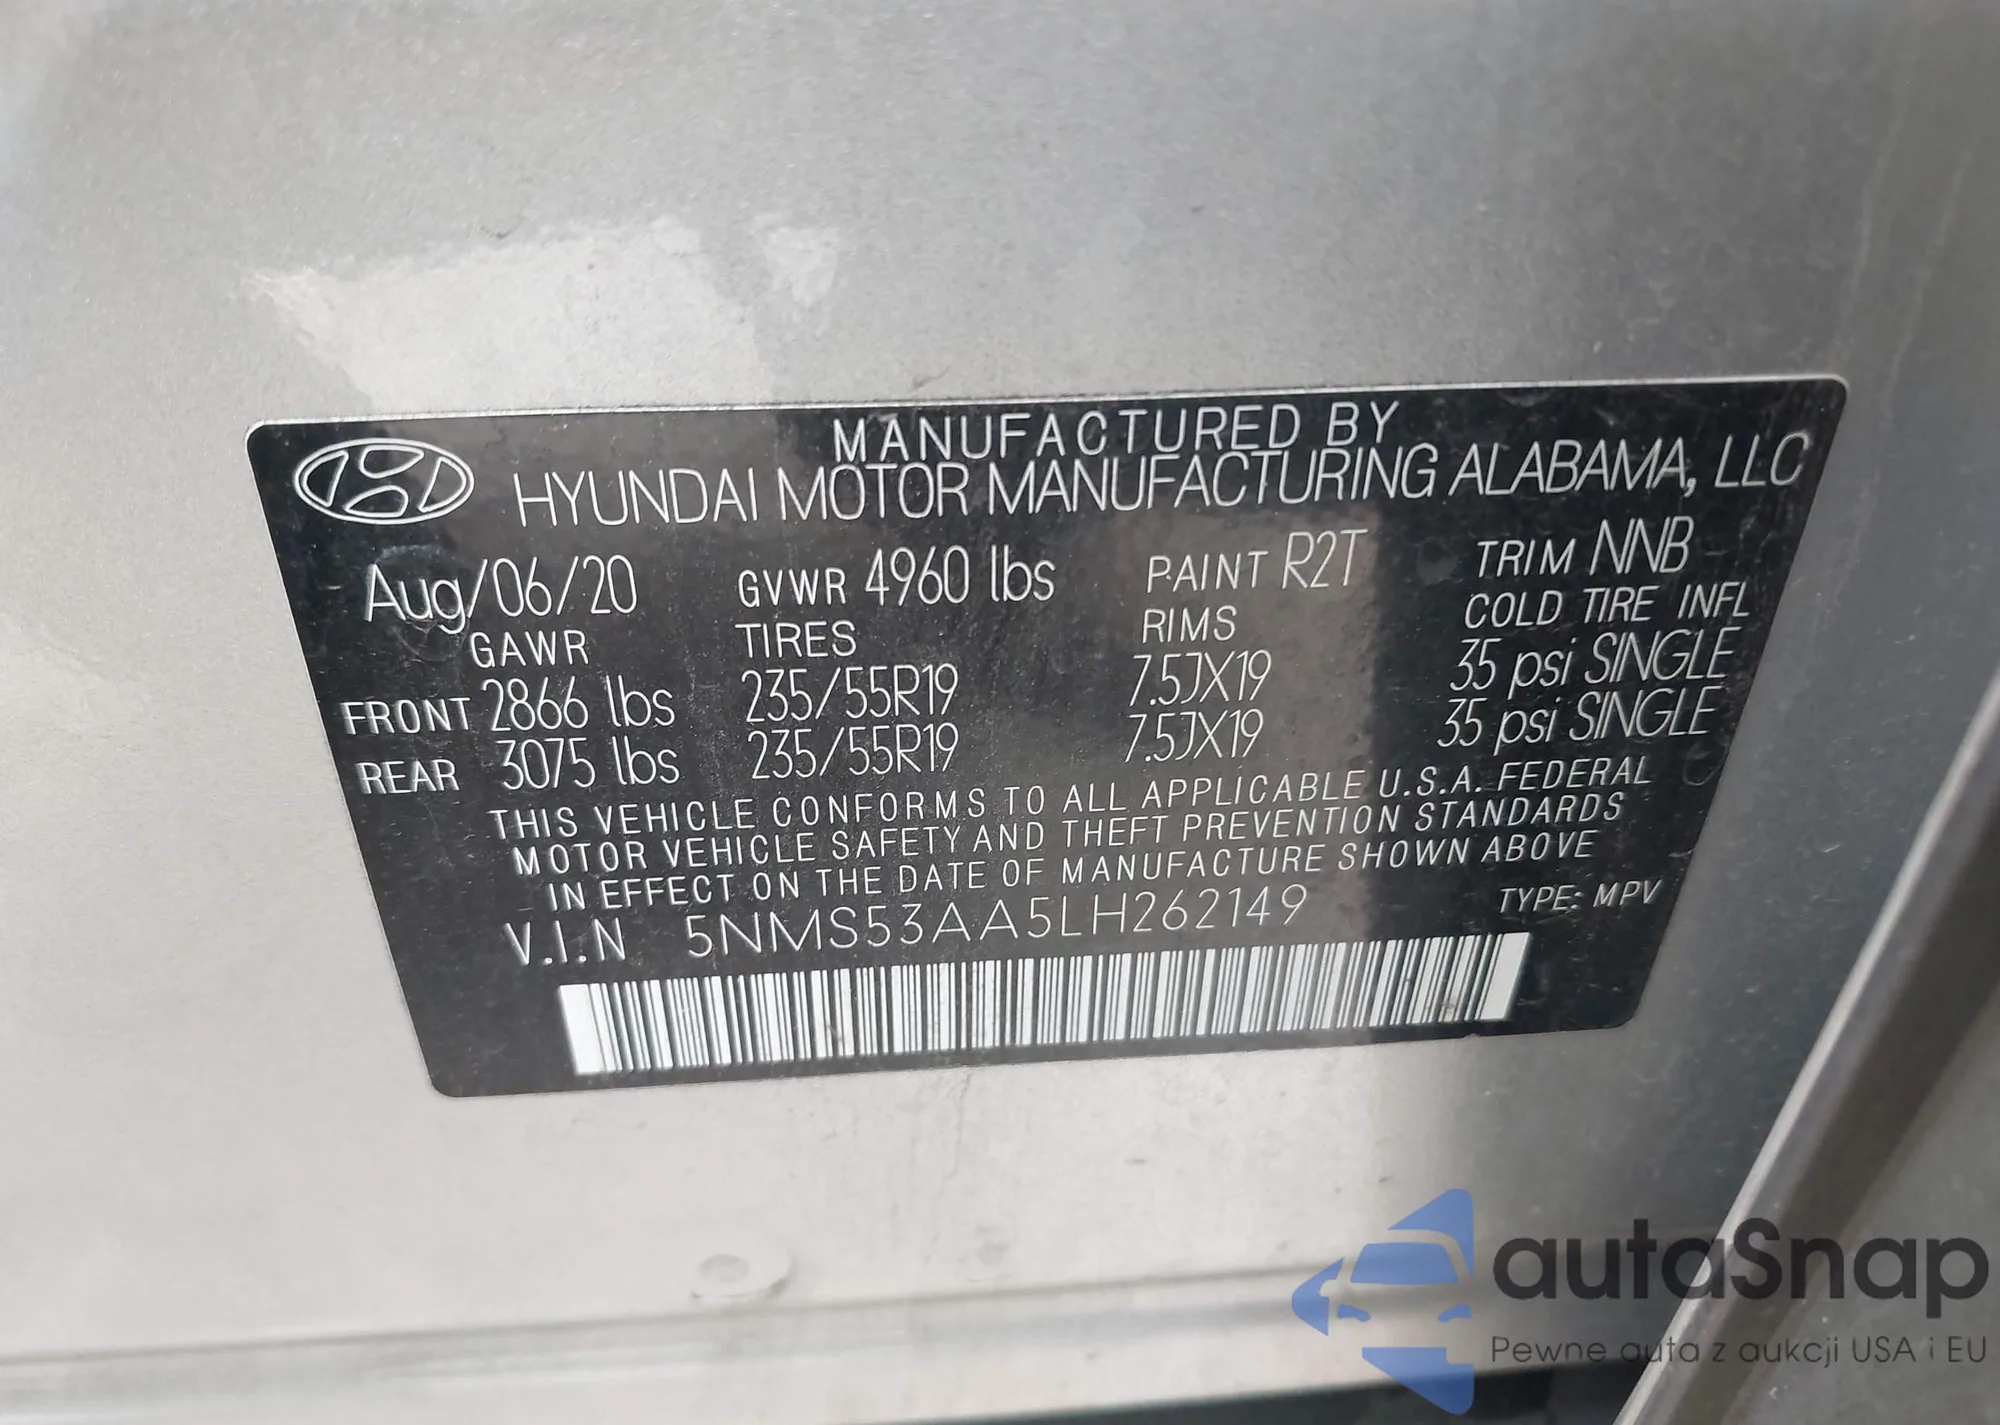 MANUFACTURED BY
HYUNDAI MOTOR MANUFACTURING ALABAMA, LLC
Aug/06/20 GVWR 4960 lbs PAINT R2T TRIM NNB
GAWR TIRES RIMS COLD TIRE INFL
FRONT 2866 lbs 235/55R19 7.5JX19 35 psi SINGLE
REAR 3075 lbs 235/55R19 7.5JX19 35 psi SINGLE
THIS VEHICLE CONFORMS TO ALL APPLICABLE U.S.A. FEDERAL
MOTOR VEHICLE SAFETY AND THEFT PREVENTION STANDARDS
IN EFFECT ON THE DATE OF MANUFACTURE SHOWN ABOVE
V.I.N 5NMS53AA5LH262149 TYPE: MPV
autaSnap
Pewne auta z aukcji USA i EU